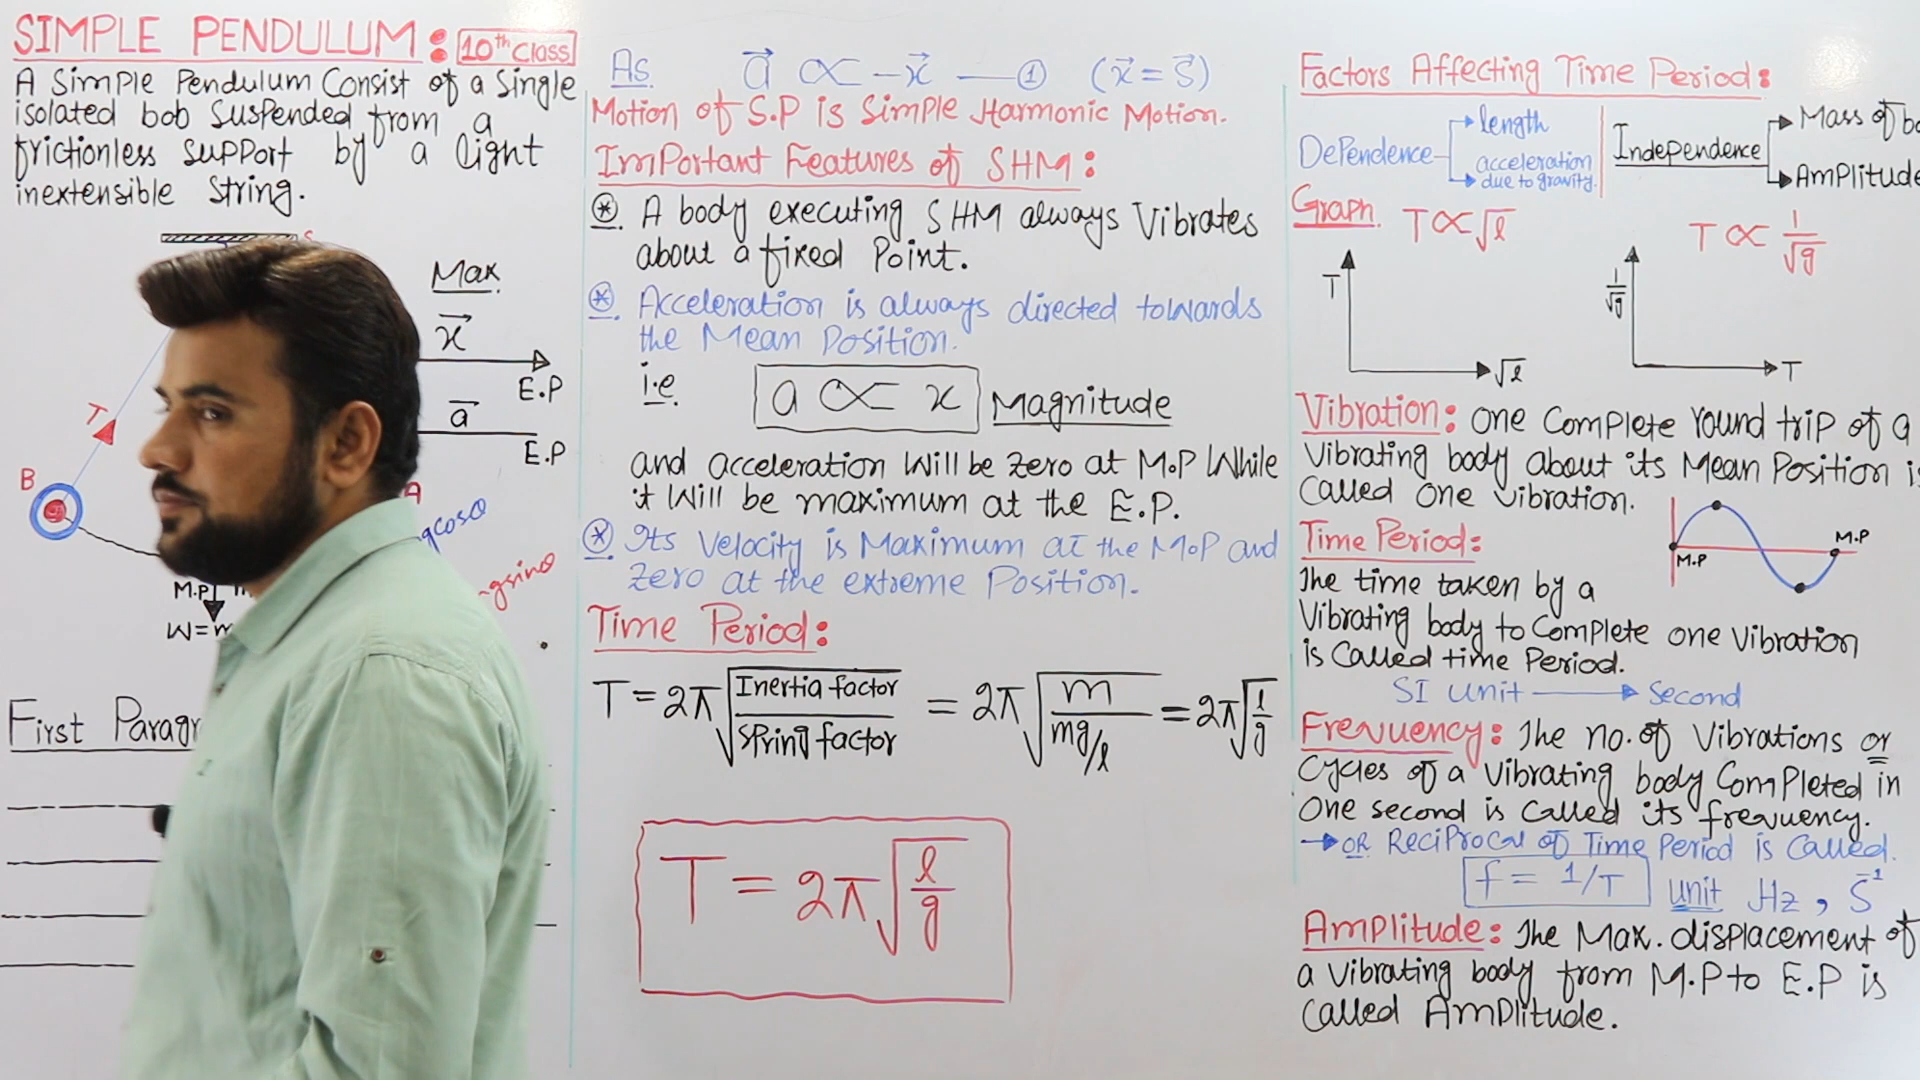 SIMPLE PENDULUM: 10th Class
A Simple Pendulum Consist of a Single
isolated bob suspended from a
frictionless support by a light
inextensible string.
Max
x⃗
E.P
a⃗
E.P
T
B
A
gcosθ
gsinθ
M.P
W=m
First Paragr
As a⃗ ∝ -x⃗ — ① (x⃗ = S⃗)
Motion of S.P is Simple Harmonic Motion.
Important Features of SHM:
⊛. A body executing SHM always Vibrates
about a fixed Point.
⊛. Acceleration is always directed towards
the Mean Position.
i.e a ∝ x Magnitude
and acceleration will be zero at M.P While
it will be maximum at the E.P.
⊛ Its Velocity is Maximum at the M.P and
zero at the extreme Position.
Time Period:
T = 2π√(Inertia factor/Spring factor) = 2π√(m/mg/l) = 2π√(l/g)
T = 2π√(l/g)
Factors Affecting Time Period:
Dependence
length
acceleration
due to gravity.
Independence
Mass of bo
Amplitude
Graph T ∝ √l
T ∝ 1/√g
T
√l
1/√g
T
Vibration: One Complete round trip of a
Vibrating body about its Mean Position is
Called One Vibration.
M.P
M.P
Time Period:
The time taken by a
Vibrating body to Complete one Vibration
is Called time Period.
SI Unit → Second
Frevuency: The no. of Vibrations or
Cycles of a Vibrating body Completed in
One second is Called its frevuency.
→ OR Reciprocal of Time Period is Called.
f = 1/T unit Hz, S⁻¹
Amplitude: The Max. displacement of
a Vibrating body from M.P to E.P is
Called Amplitude.